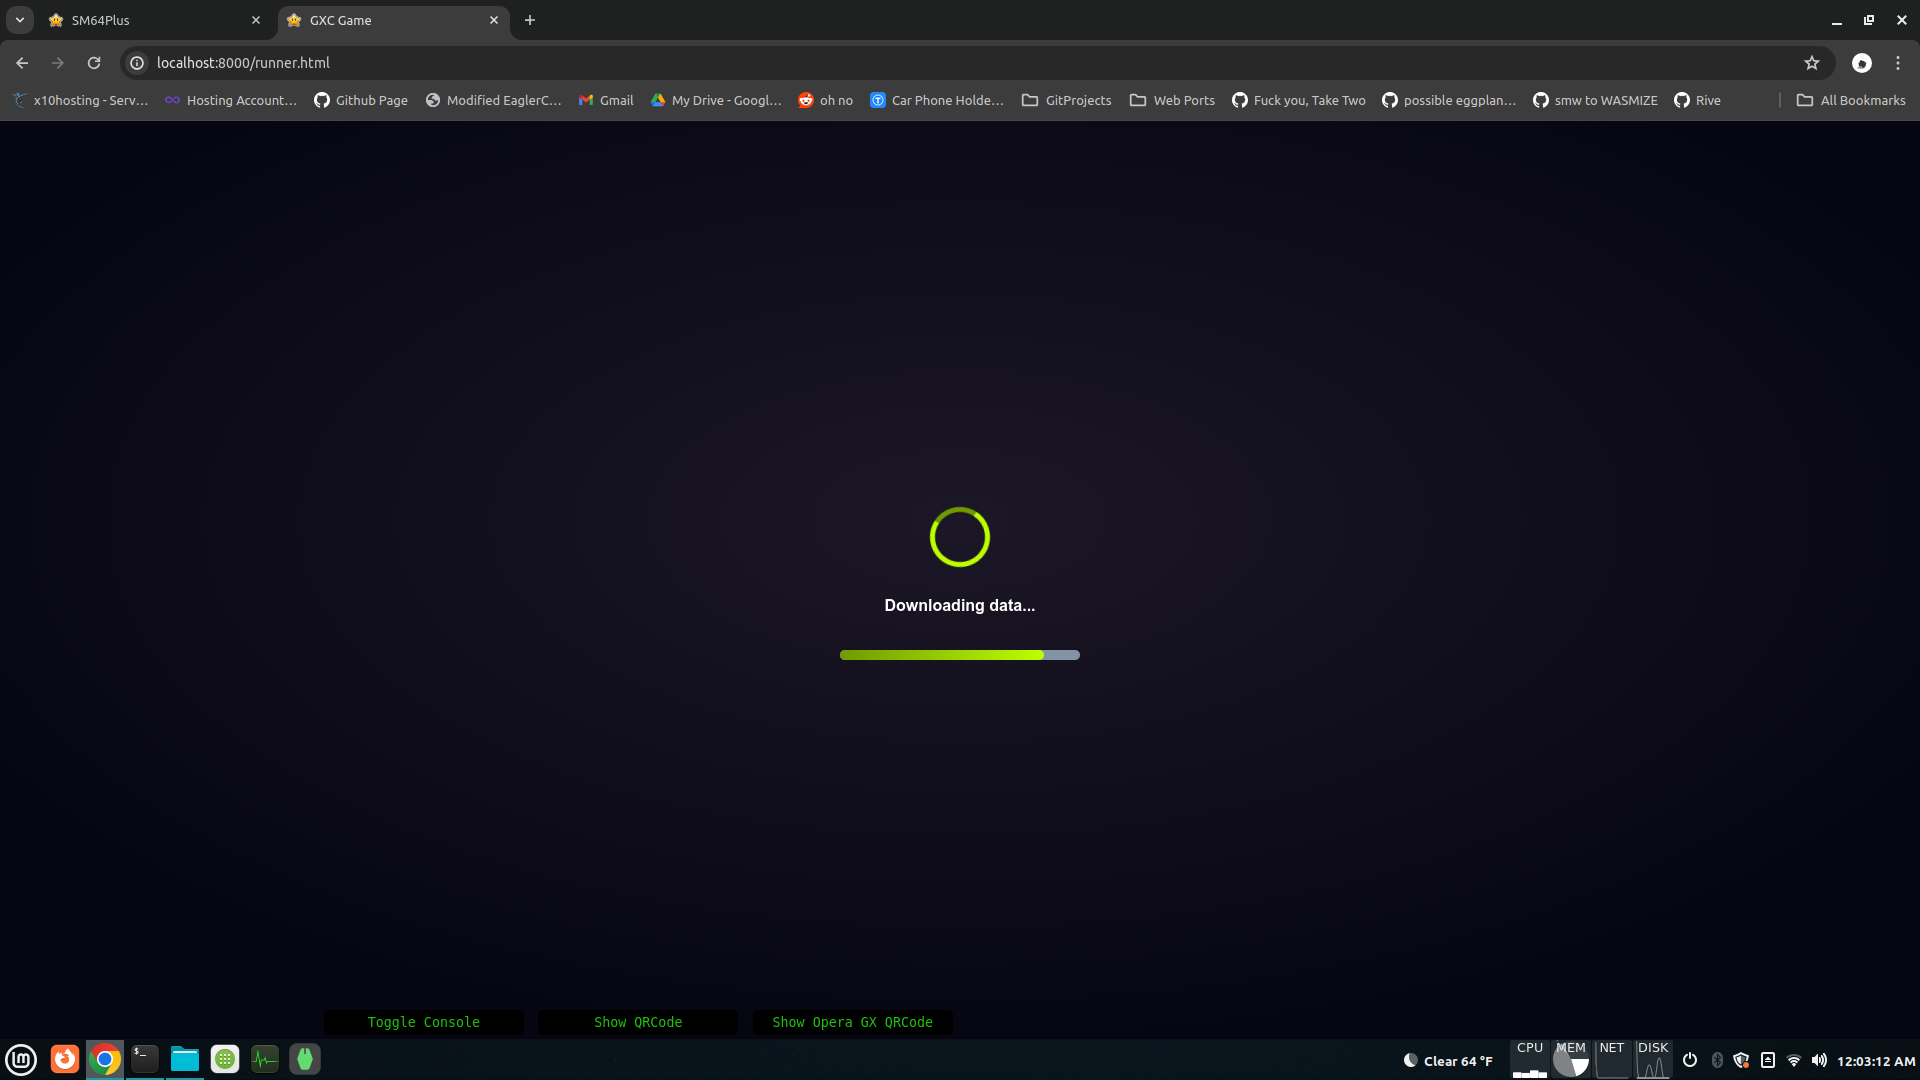 SM64Plus
GXC Game
localhost:8000/runner.html
x10hosting - Serv...
Hosting Account...
Github Page
Modified EaglerC...
Gmail
My Drive - Googl...
oh no
Car Phone Holde...
GitProjects
Web Ports
Fuck you, Take Two
possible eggplan...
smw to WASMIZE
Rive
All Bookmarks
Downloading data...
Toggle Console
Show QRCode
Show Opera GX QRCode
Clear 64 °F
CPU
MEM
NET
DISK
12:03:12 AM